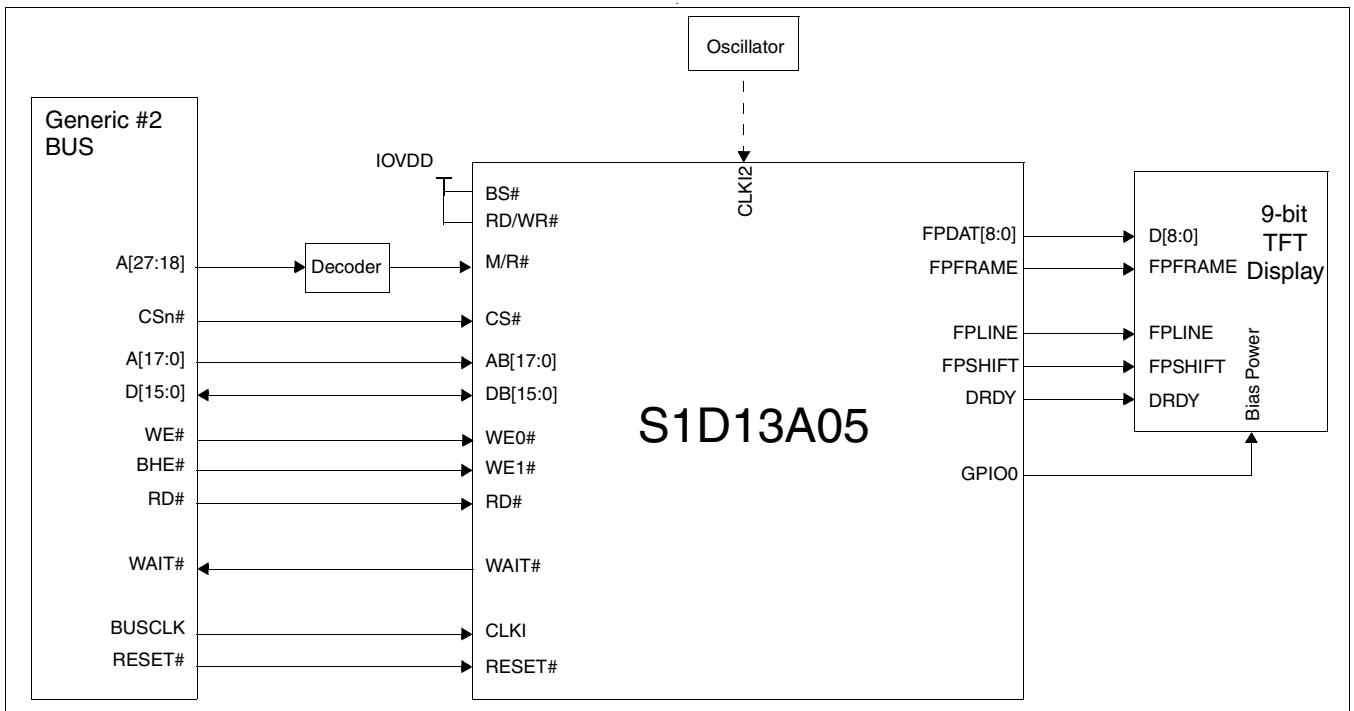 Oscillator
Generic #2
BUS
IOVDD
BS#
RD/WR#
CLKI2
A[27:18]
Decoder
M/R#
CSn#
CS#
A[17:0]
AB[17:0]
D[15:0]
DB[15:0]
WE#
WE0#
BHE#
WE1#
RD#
RD#
WAIT#
WAIT#
BUSCLK
CLKI
RESET#
RESET#
S1D13A05
FPDAT[8:0]
FPFRAME
FPLINE
FPSHIFT
DRDY
GPIO0
D[8:0]
FPFRAME
FPLINE
FPSHIFT
DRDY
9-bit
TFT
Display
Bias Power